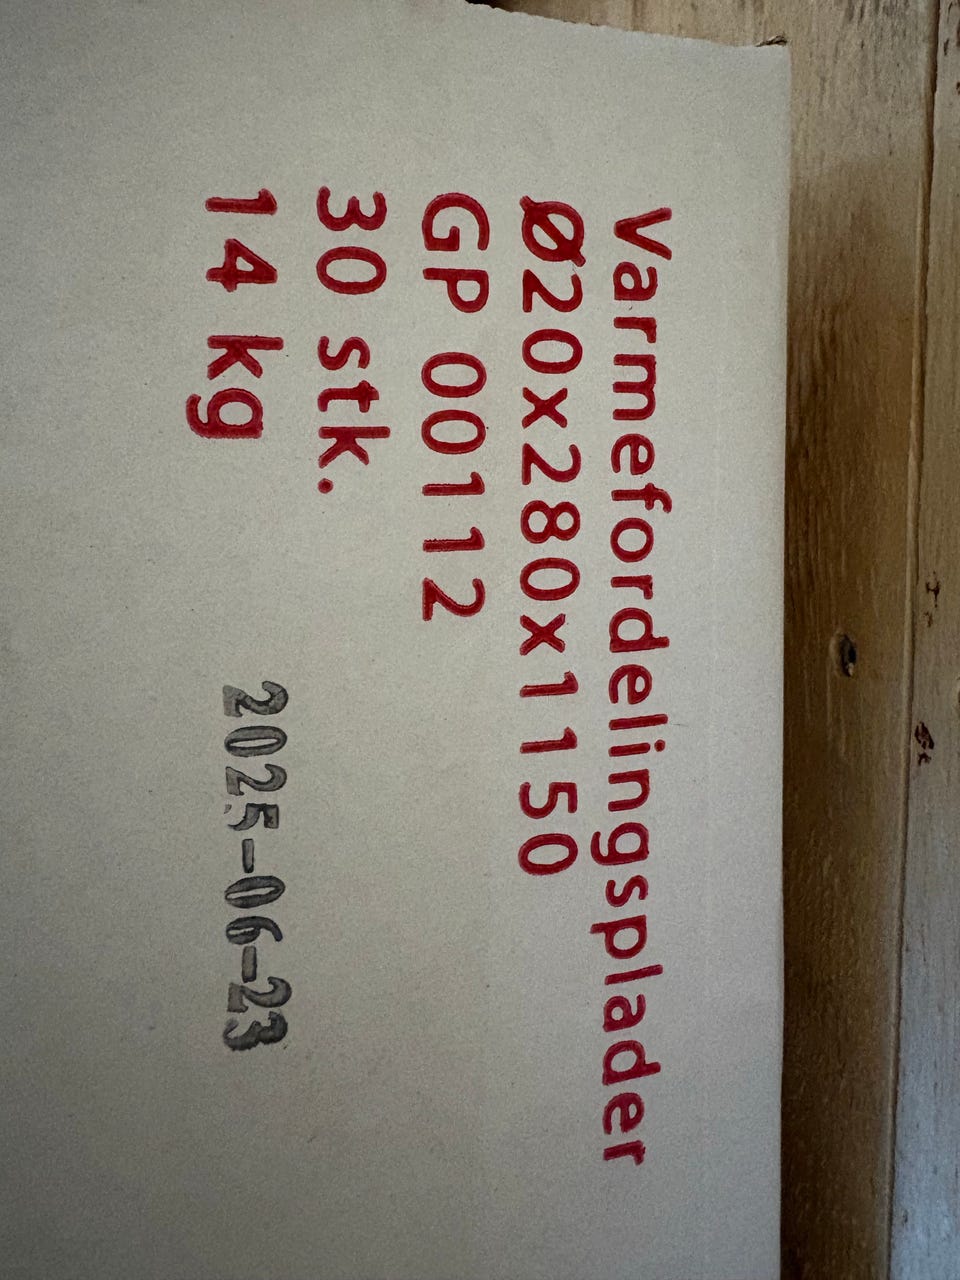 Varmefordelingsplader
Ø20x280x1150
GP 00112
30 stk.
14 kg
2025-06-23